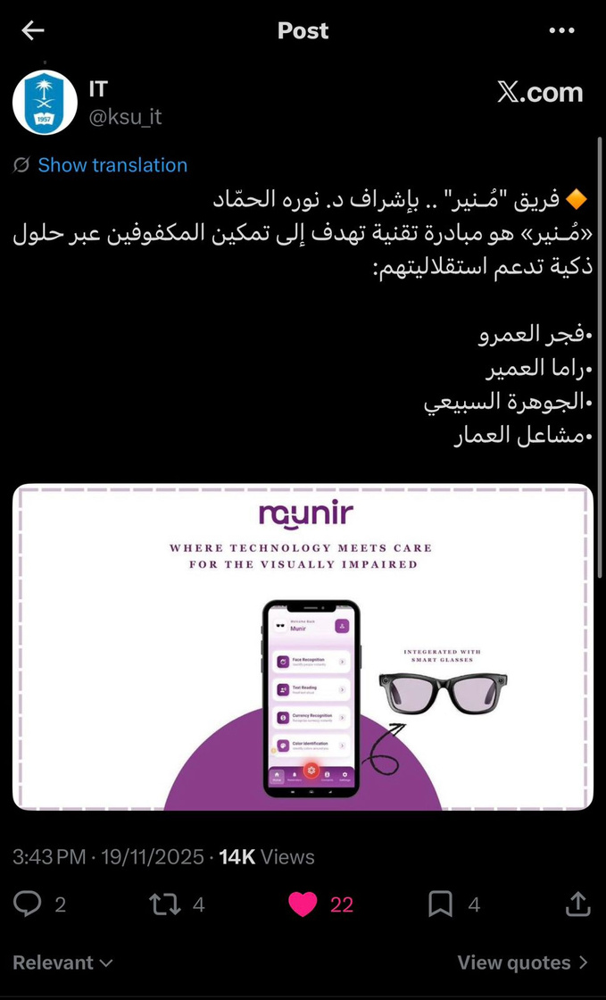 Post
IT
@ksu_it
X.com
1957
Show translation
🔶 فريق "مُـنير" .. بإشراف د. نوره الحمّاد
«مُـنير» هو مبادرة تقنية تهدف إلى تمكين المكفوفين عبر حلول
ذكية تدعم استقلاليتهم:
•فجر العمرو
•راما العمير
•الجوهرة السبيعي
•مشاعل العمار
munir
WHERE TECHNOLOGY MEETS CARE
FOR THE VISUALLY IMPAIRED
Welcome Back
Munir
Face Recognition
Text Reading
Currency Recognition
Color Identification
INTEGERATED WITH
SMART GLASSES
3:43 PM · 19/11/2025 · 14K Views
2
4
22
4
Relevant
View quotes